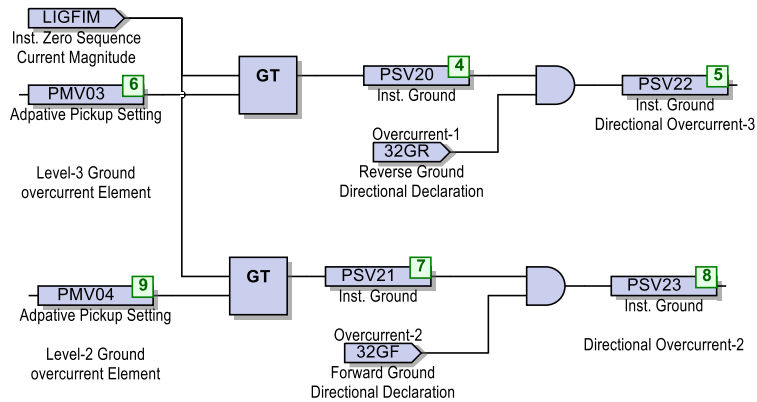 LIGFIM
Inst. Zero Sequence
Current Magnitude
PMV03
6
Adpative Pickup Setting
GT
PSV20
4
Inst. Ground
Overcurrent-1
32GR
Reverse Ground
Directional Declaration
PSV22
5
Inst. Ground
Directional Overcurrent-3
Level-3 Ground
overcurrent Element
PMV04
9
Adpative Pickup Setting
GT
PSV21
7
Inst. Ground
Overcurrent-2
32GF
Forward Ground
Directional Declaration
PSV23
8
Inst. Ground
Directional Overcurrent-2
Level-2 Ground
overcurrent Element